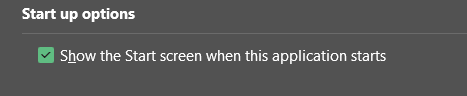 Start up options
Show the Start screen when this application starts